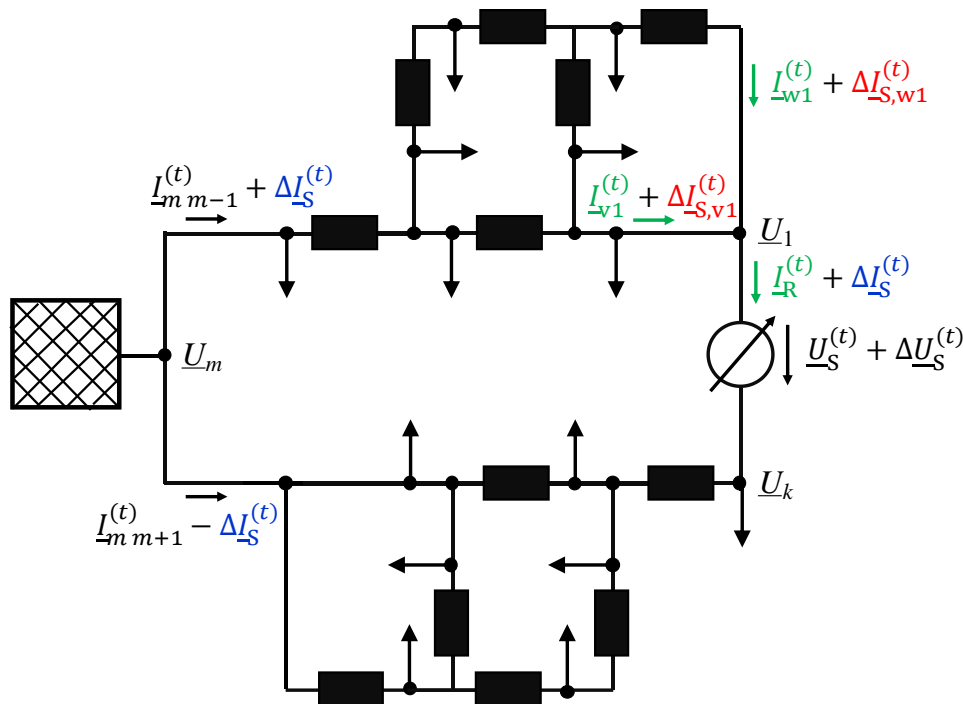 I_w1^(t) + ΔI_S,w1^(t)
I_m m−1^(t) + ΔI_S^(t)
I_v1^(t) + ΔI_S,v1^(t)
U_1
I_R^(t) + ΔI_S^(t)
U_m
U_S^(t) + ΔU_S^(t)
U_k
I_m m+1^(t) − ΔI_S^(t)